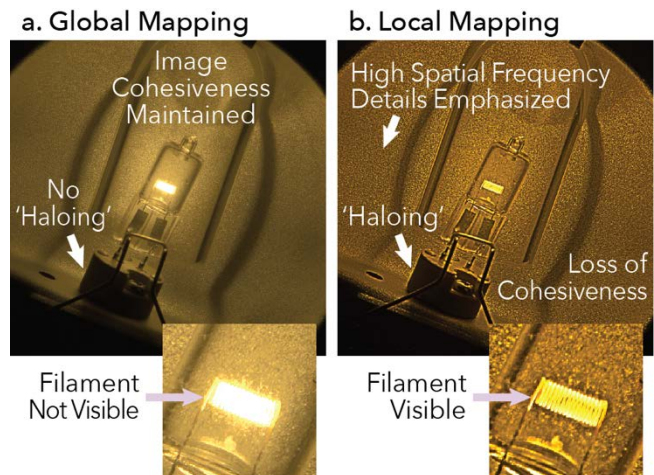 a. Global Mapping
Image
Cohesiveness
Maintained
No
‘Haloing’
Filament
Not Visible
b. Local Mapping
High Spatial Frequency
Details Emphasized
‘Haloing’
Loss of
Cohesiveness
Filament
Visible